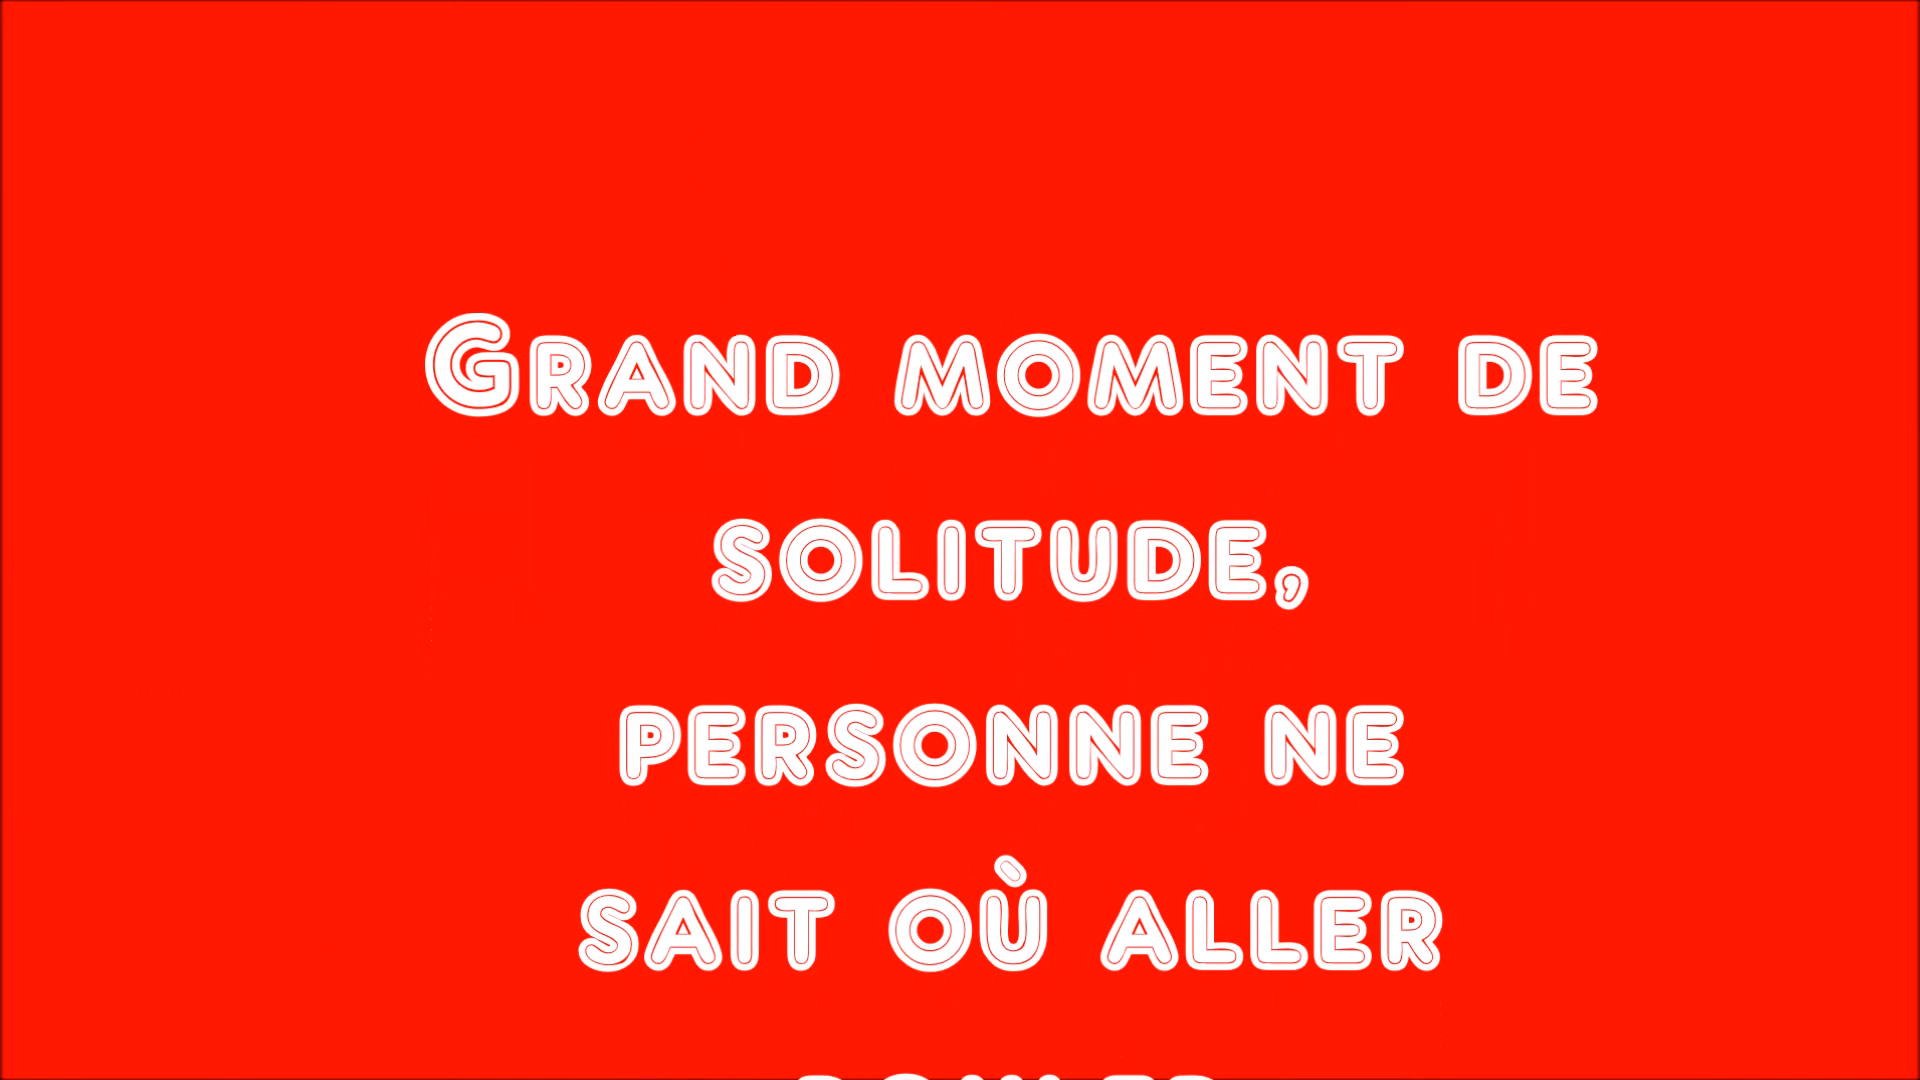 Grand moment de
solitude,
personne ne
sait où aller